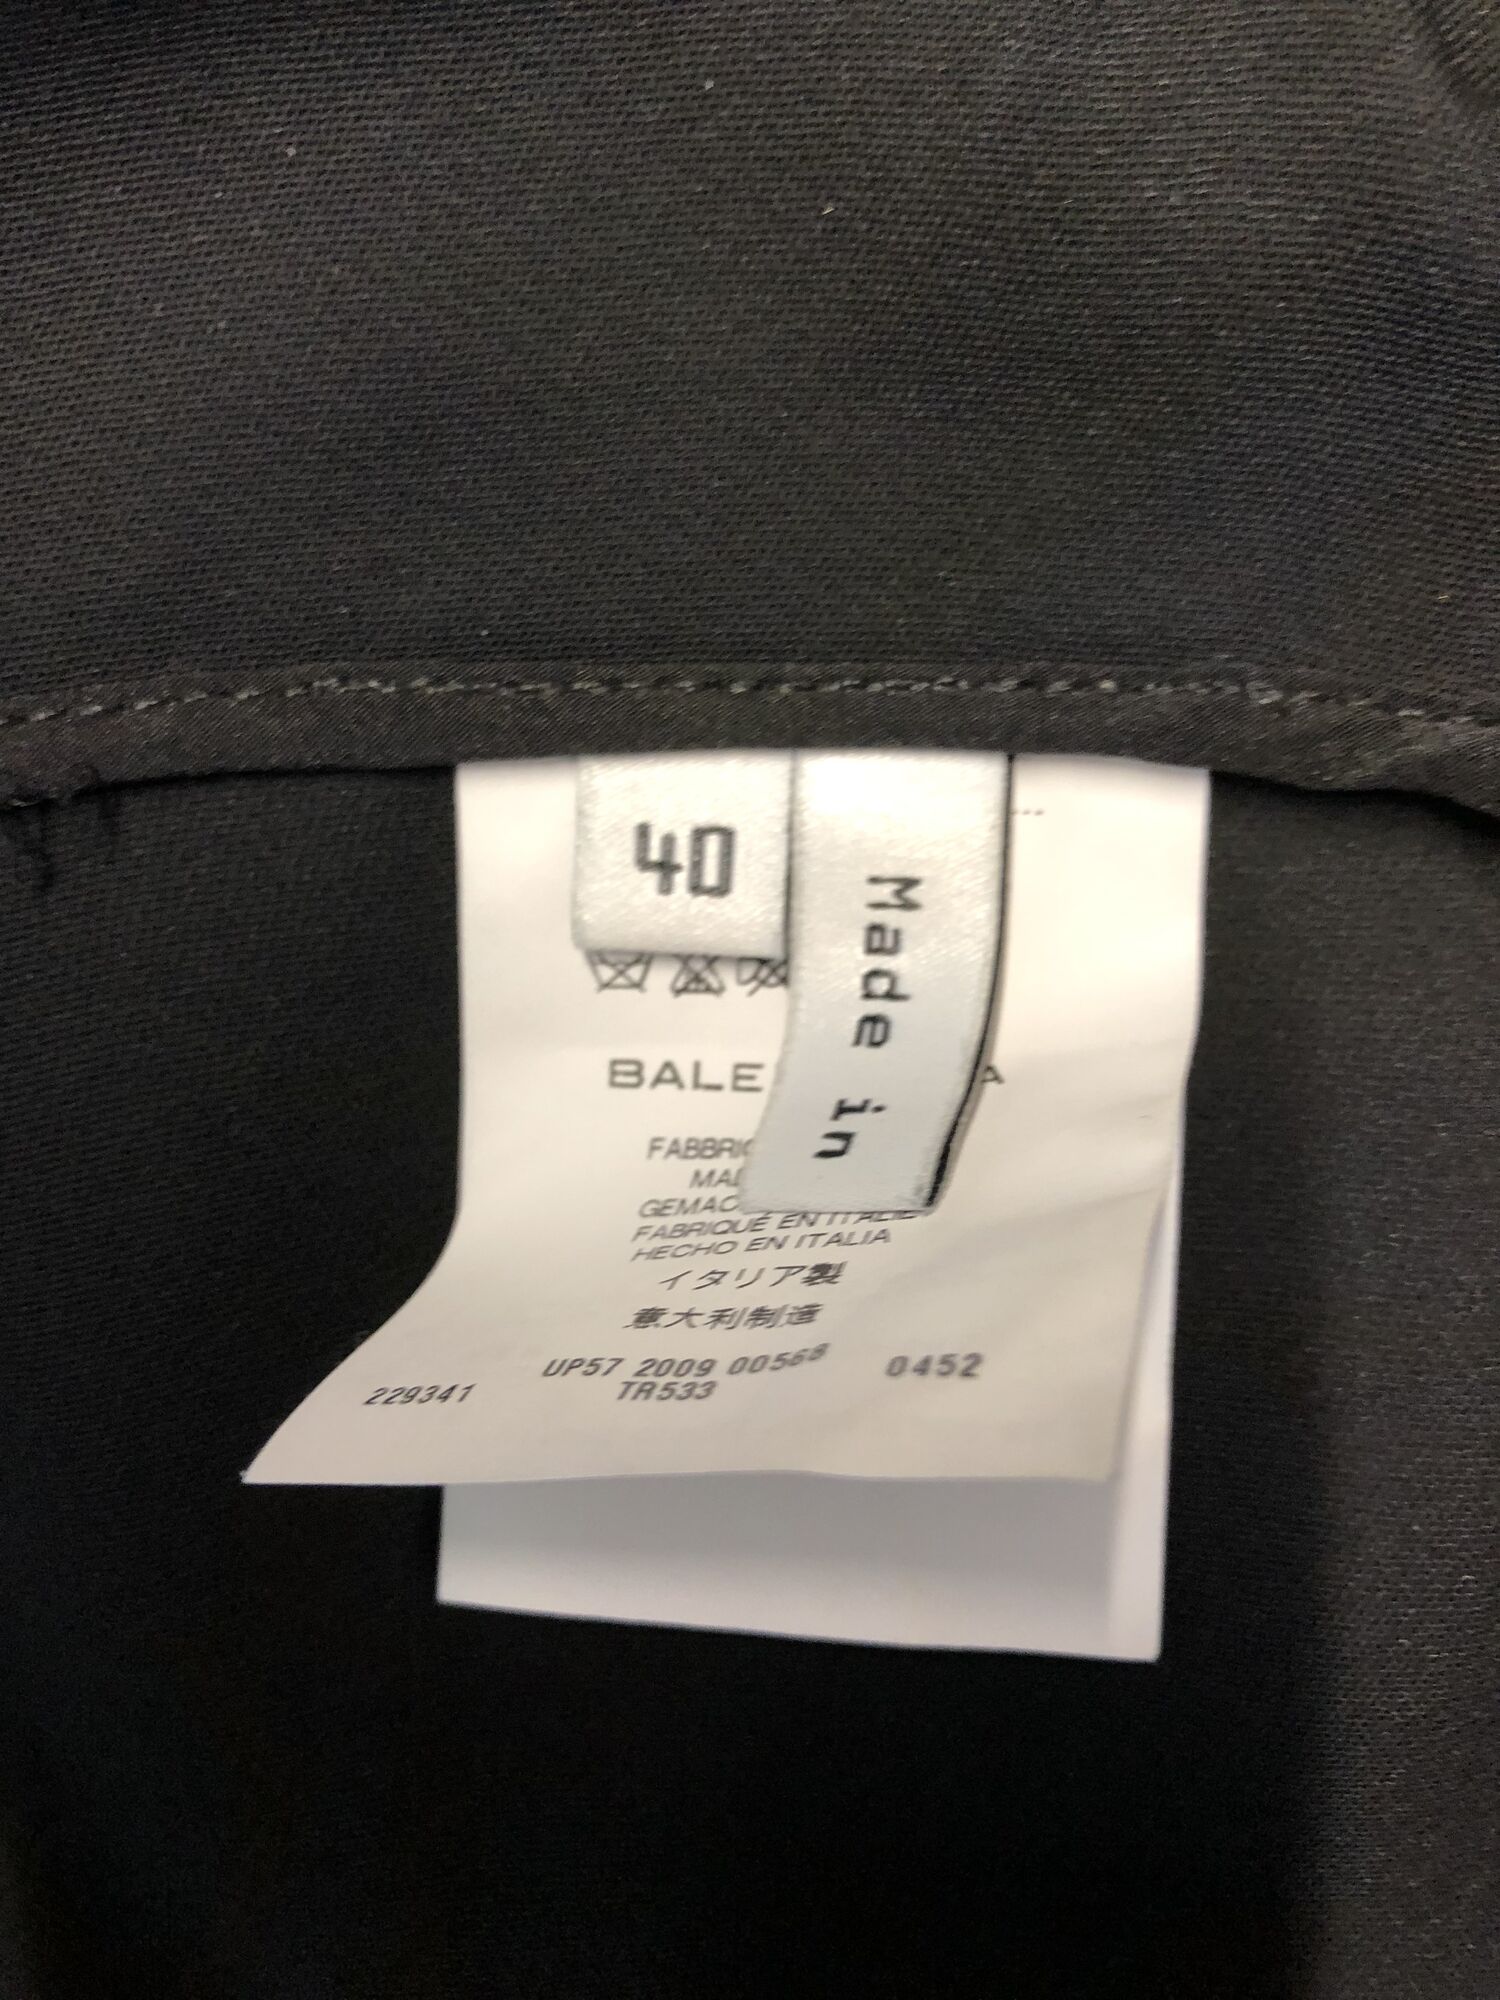 40
Made in
BALE A
FABBRIC
MAD
GEMAC
FABRIQUÉ EN ITALIE
HECHO EN ITALIA
イタリア製
意大利制造
UP57 2009 00568 0452
229341 TR533